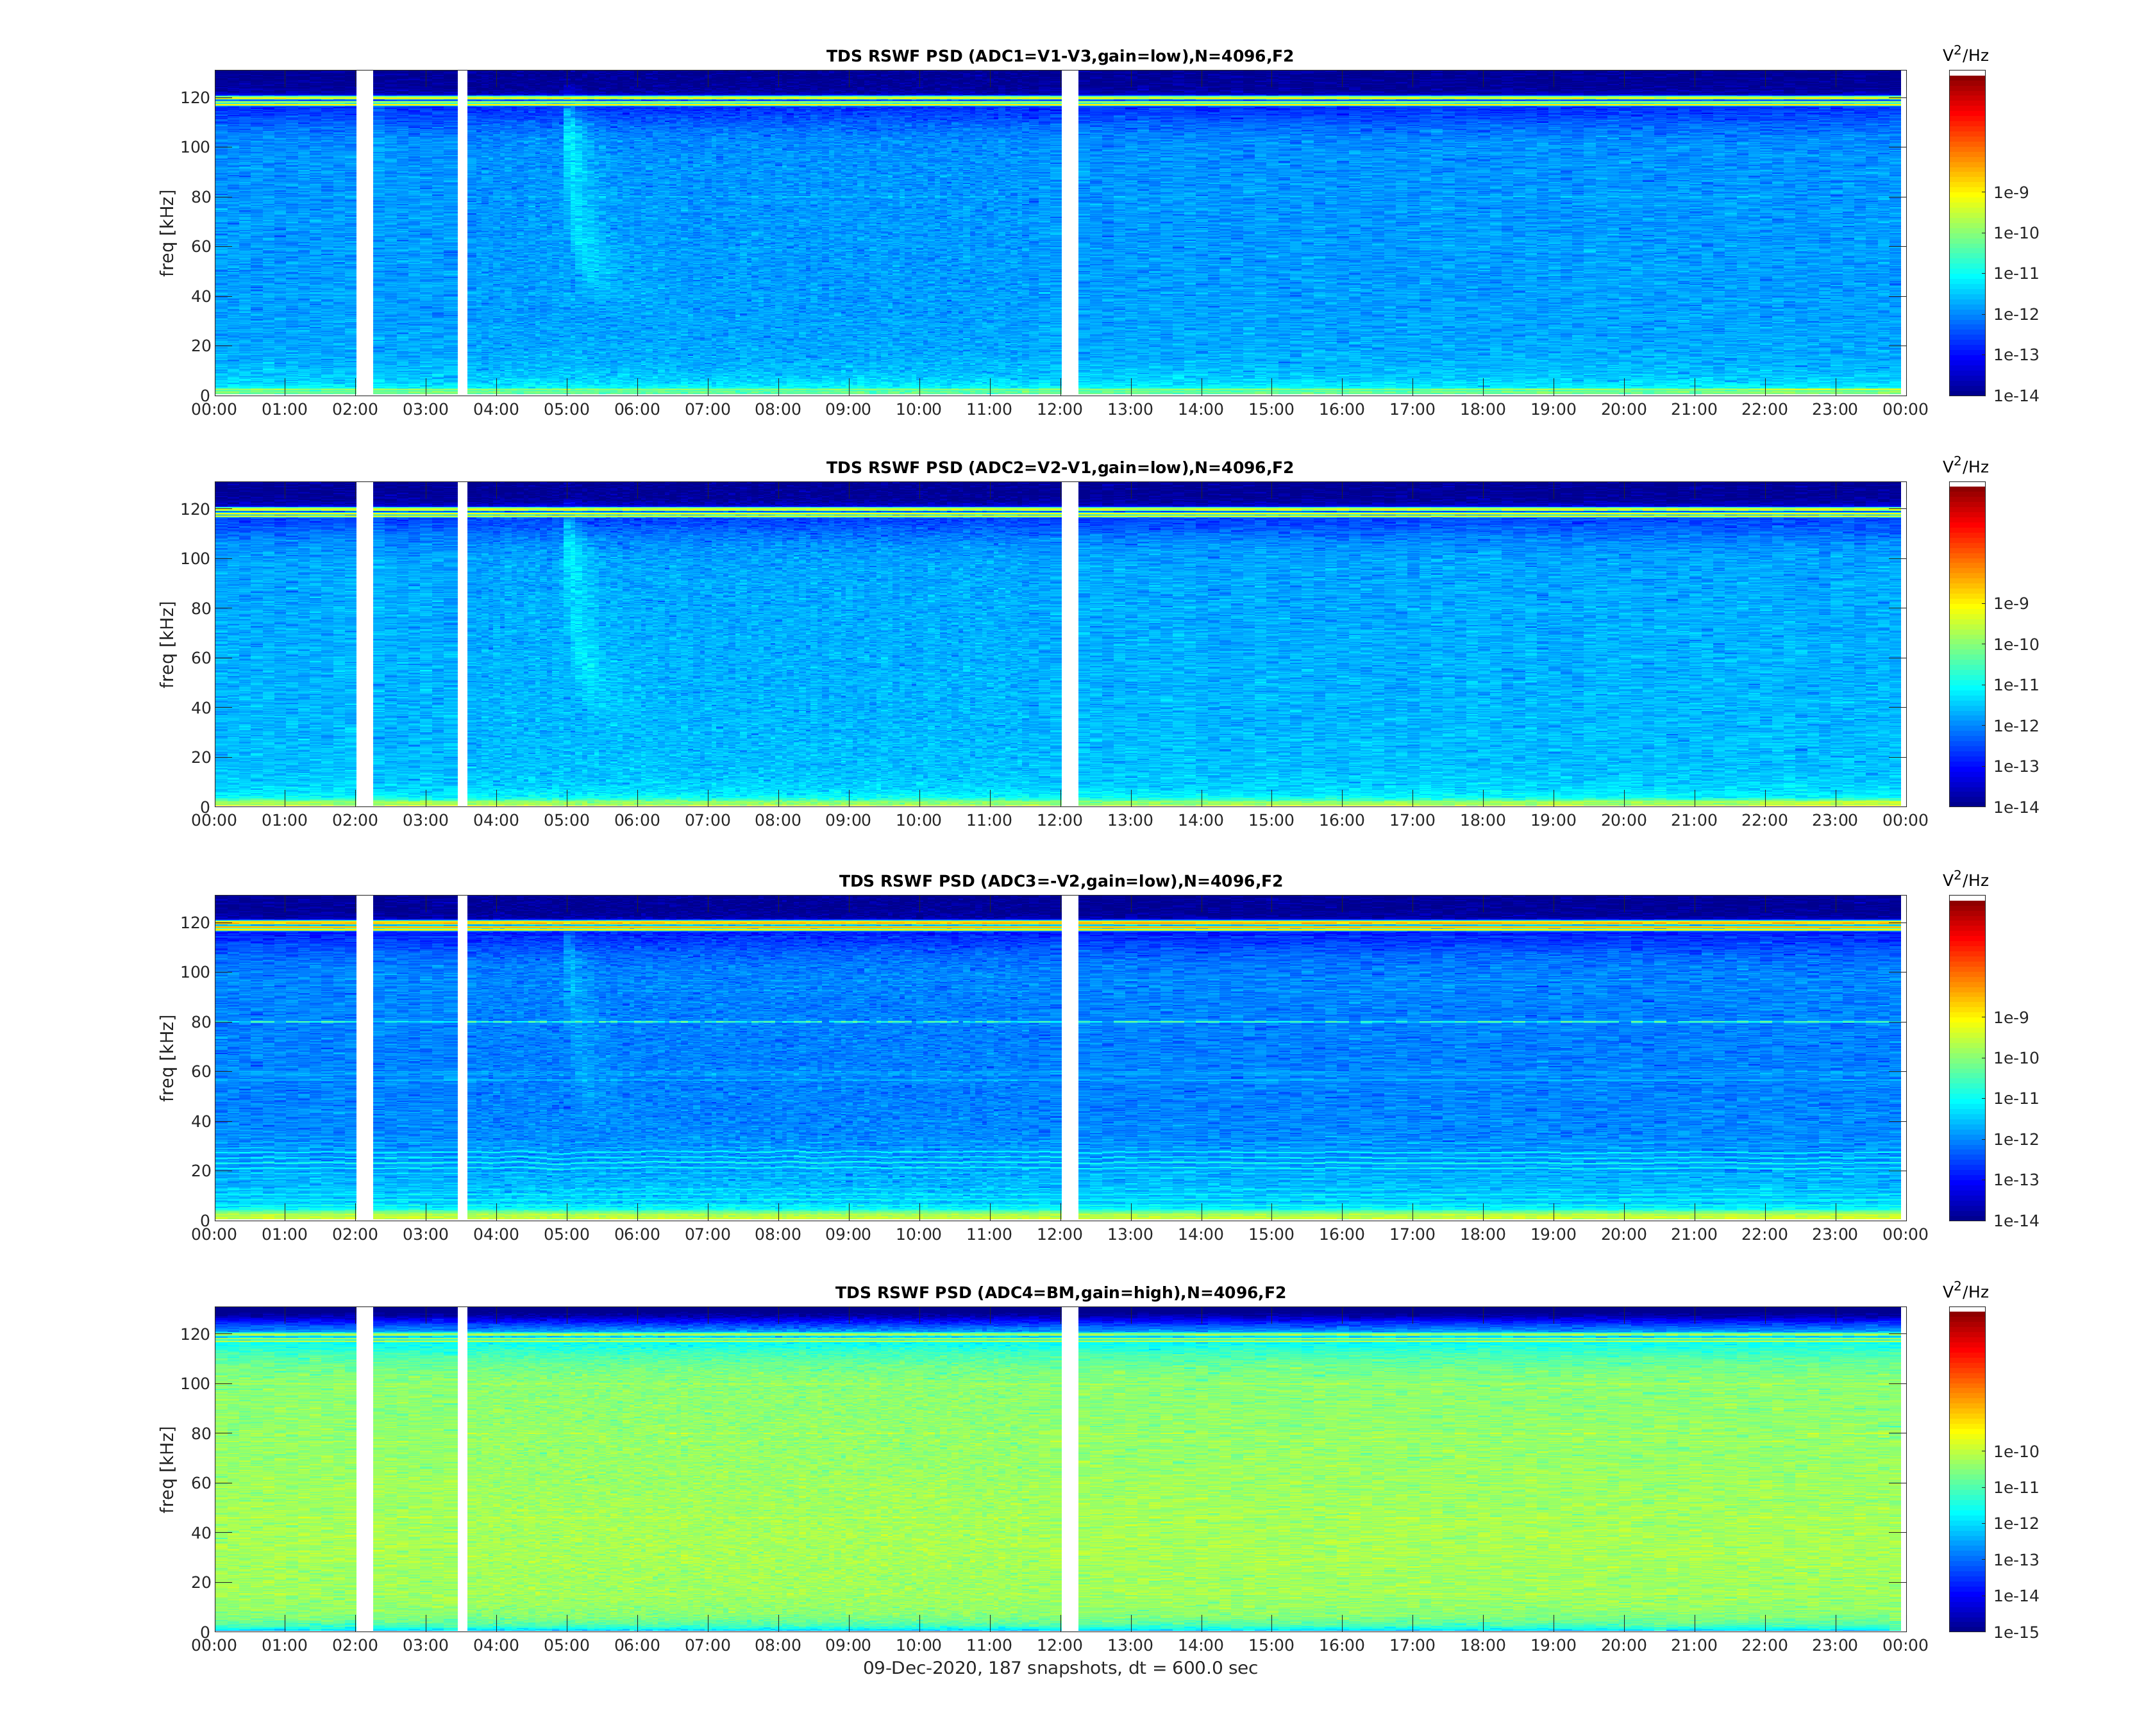 TDS RSWF PSD (ADC1=V1-V3,gain=low),N=4096,F2
V2/Hz
freq [kHz]
120
100
80
60
40
20
0
00:00 01:00 02:00 03:00 04:00 05:00 06:00 07:00 08:00 09:00 10:00 11:00 12:00 13:00 14:00 15:00 16:00 17:00 18:00 19:00 20:00 21:00 22:00 23:00 00:00
1e-9
1e-10
1e-11
1e-12
1e-13
1e-14
TDS RSWF PSD (ADC2=V2-V1,gain=low),N=4096,F2
V2/Hz
freq [kHz]
120
100
80
60
40
20
0
00:00 01:00 02:00 03:00 04:00 05:00 06:00 07:00 08:00 09:00 10:00 11:00 12:00 13:00 14:00 15:00 16:00 17:00 18:00 19:00 20:00 21:00 22:00 23:00 00:00
1e-9
1e-10
1e-11
1e-12
1e-13
1e-14
TDS RSWF PSD (ADC3=-V2,gain=low),N=4096,F2
V2/Hz
freq [kHz]
120
100
80
60
40
20
0
00:00 01:00 02:00 03:00 04:00 05:00 06:00 07:00 08:00 09:00 10:00 11:00 12:00 13:00 14:00 15:00 16:00 17:00 18:00 19:00 20:00 21:00 22:00 23:00 00:00
1e-9
1e-10
1e-11
1e-12
1e-13
1e-14
TDS RSWF PSD (ADC4=BM,gain=high),N=4096,F2
V2/Hz
freq [kHz]
120
100
80
60
40
20
0
00:00 01:00 02:00 03:00 04:00 05:00 06:00 07:00 08:00 09:00 10:00 11:00 12:00 13:00 14:00 15:00 16:00 17:00 18:00 19:00 20:00 21:00 22:00 23:00 00:00
1e-10
1e-11
1e-12
1e-13
1e-14
1e-15
09-Dec-2020, 187 snapshots, dt = 600.0 sec